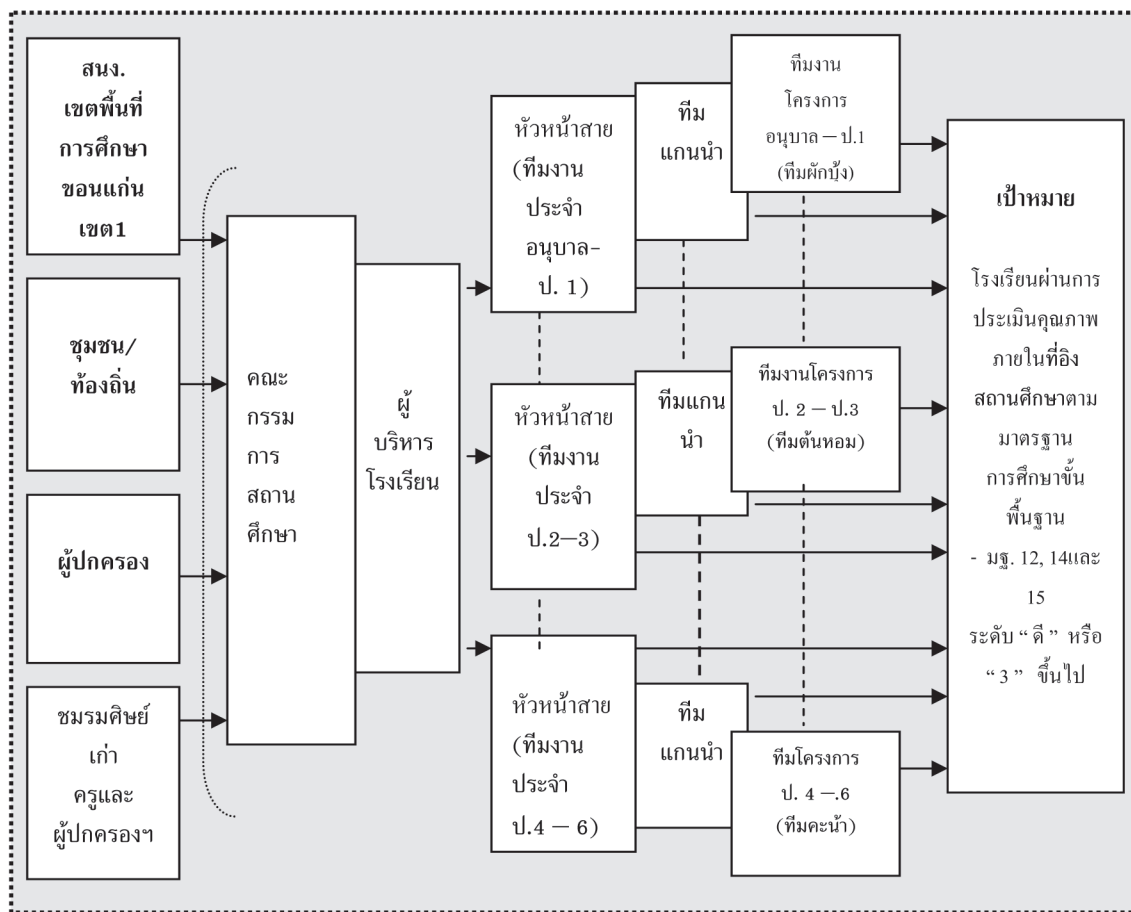 สนง.
เขตพื้นที่
การศึกษา
ขอนแก่น
เขต1
ชุมชน/
ท้องถิ่น
ผู้ปกครอง
ชมรมศิษย์
เก่า
ครูและ
ผู้ปกครองฯ
คณะ
กรรม
การ
สถาน
ศึกษา
ผู้
บริหาร
โรงเรียน
หัวหน้าสาย
(ทีมงาน
ประจำ
อนุบาล-
ป. 1)
ทีม
แกนนำ
ทีมงาน
โครงการ
อนุบาล – ป.1
(ทีมผักบุ้ง)
หัวหน้าสาย
(ทีมงาน
ประจำ
ป.2–3)
ทีมแกน
นำ
ทีมงานโครงการ
ป. 2 – ป.3
(ทีมต้นหอม)
หัวหน้าสาย
(ทีมงาน
ประจำ
ป.4 – 6)
ทีม
แกนนำ
ทีมโครงการ
ป. 4 –.6
(ทีมคะน้า)
เป้าหมาย
โรงเรียนผ่านการ
ประเมินคุณภาพ
ภายในที่อิง
สถานศึกษาตาม
มาตรฐาน
การศึกษาขั้น
พื้นฐาน
- มฐ. 12, 14และ
15
ระดับ “ ดี ” หรือ
“ 3 ” ขึ้นไป